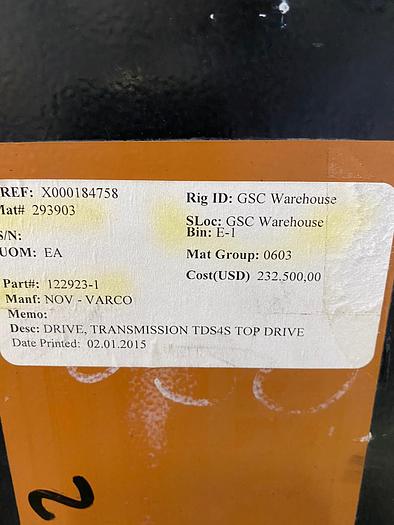 REF: X000184758
Mat# 293903
S/N:
UOM: EA
Part#: 122923-1
Manf: NOV - VARCO
Memo:
Desc: DRIVE, TRANSMISSION TDS4S TOP DRIVE
Date Printed: 02.01.2015
Rig ID: GSC Warehouse
SLoc: GSC Warehouse
Bin: E-1
Mat Group: 0603
Cost(USD) 232,500,00
2